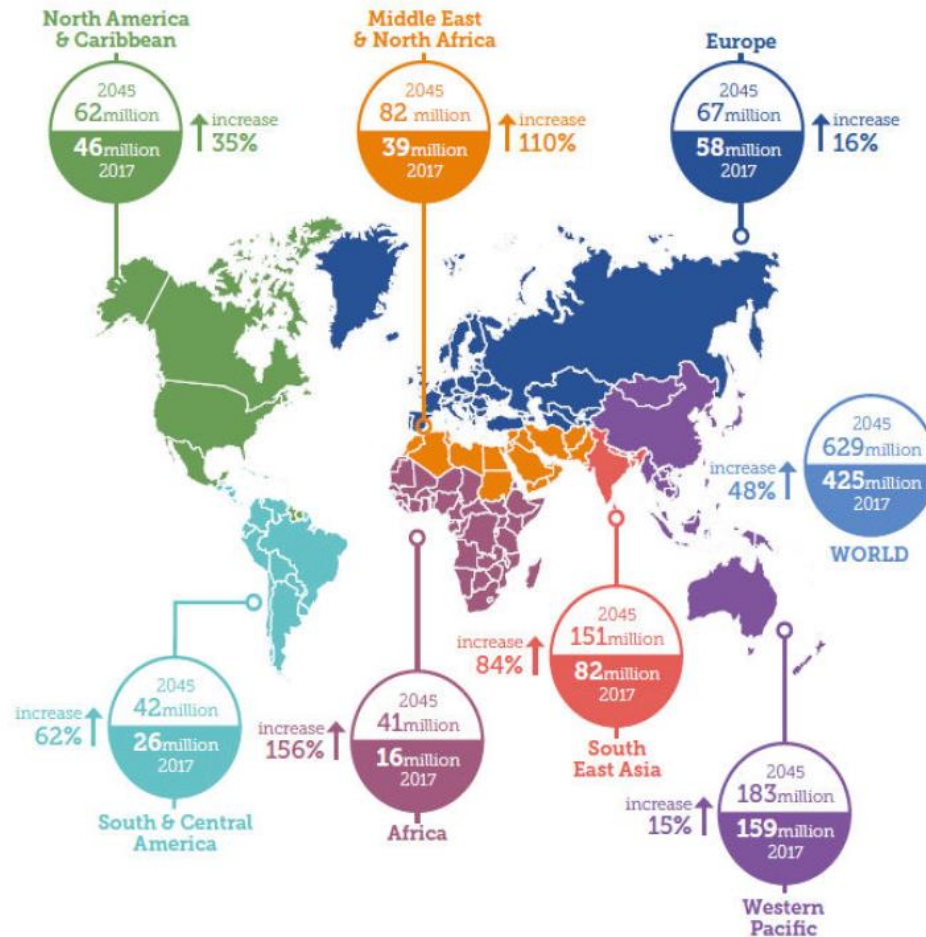 North America
& Caribbean
2045
62million
46million
2017
increase
35%
Middle East
& North Africa
2045
82 million
39million
2017
increase
110%
Europe
2045
67million
58million
2017
increase
16%
2045
629million
425million
2017
WORLD
increase
48%
2045
42million
26million
2017
South & Central
America
increase
62%
2045
41million
16million
2017
Africa
increase
156%
2045
151million
82million
2017
South
East Asia
increase
84%
2045
183million
159million
2017
Western
Pacific
increase
15%